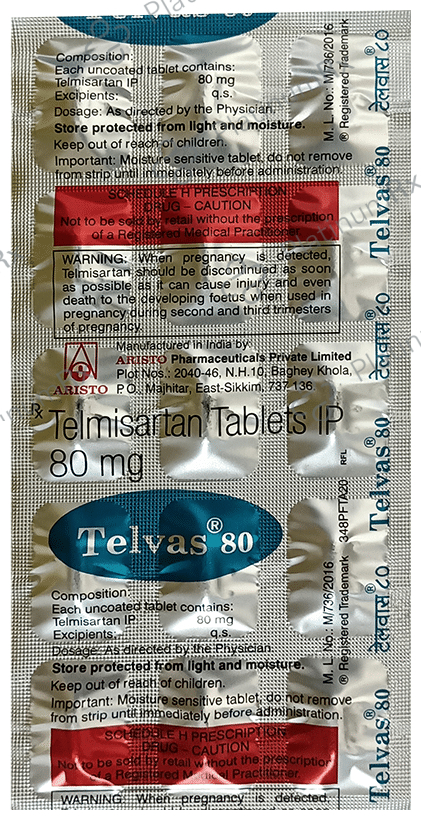 Telvas 80
Composition:
Each uncoated tablet contains:
Telmisartan IP 80 mg
Excipients: q.s.
Dosage: As directed by the Physician.
Store protected from light and moisture.
Keep out of reach of children.
Important: Moisture sensitive tablet, do not remove
from strip until immediately before administration.
SCHEDULE H PRESCRIPTION
DRUG – CAUTION
Not to be sold by retail without the prescription
of a Registered Medical Practitioner.
WARNING: When pregnancy is detected,
Telmisartan should be discontinued as soon
as possible as it can cause injury and even
death to the developing foetus when used in
pregnancy during second and third trimesters
of pregnancy.
Manufactured in India by:
ARISTO Pharmaceuticals Private Limited
Plot Nos.: 2040-46, N.H.10, Baghey Khola,
P.O. Majhitar, East-Sikkim, 737 136
ARISTO
℞ Telmisartan Tablets IP
80 mg
Telvas® 80
Composition:
Each uncoated tablet contains:
Telmisartan IP 80 mg
Excipients: q.s.
Dosage: As directed by the Physician
Store protected from light and moisture.
Keep out of reach of children.
Important: Moisture sensitive tablet, do not remove
from strip until immediately before administration.
SCHEDULE H PRESCRIPTION
DRUG – CAUTION
Not to be sold by retail without the prescription
of a Registered Medical Practitioner.
WARNING: When pregnancy is detected,
M. L. No.: M/736/2016
® Registered Trademark
RFL
348PFTA20
M. L. No.: M/736/2016
® Registered Trademark
टेलवास® ८०
Telvas® 80
टेलवास® ८०
Telvas® 80
टेलवास® ८०
Telvas® 80
PlatinumRx